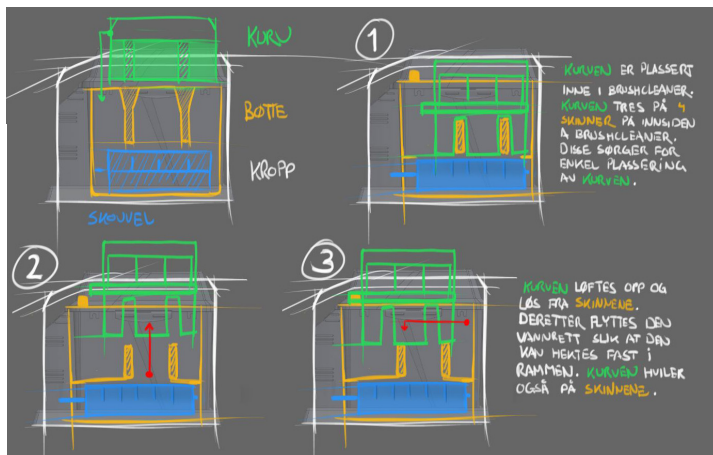 KURV
BØTTE
KROPP
SKOVVEL
1
KURVEN ER PLASSERT
INNE I BRUSHCLEANER.
KURVEN TRES PÅ 4
SKINNER PÅ INNSIDEN
A BRUSHCLEANER.
DISSE SØRGER FOR
ENKEL PLASSERING
AV KURVEN.
2
3
KURVEN LØFTES OPP OG
LØS FRA SKINNENE.
DERETTER FLYTTES DEN
VANNRETT SLIK AT DEN
KAN HEKTES FAST I
RAMMEN. KURVEN HVILER
OGSÅ PÅ SKINNENE.